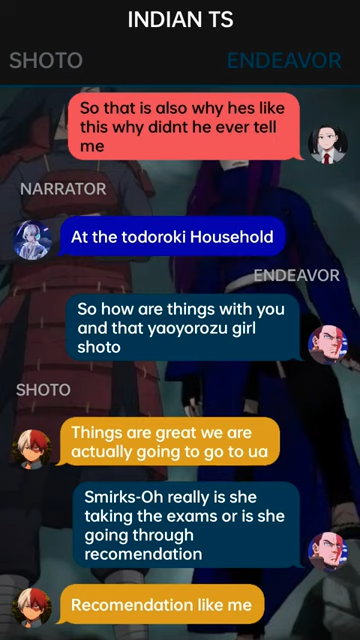 INDIAN TS
SHOTO ENDEAVOR
So that is also why hes like
this why didnt he ever tell
me
NARRATOR
At the todoroki Household
ENDEAVOR
So how are things with you
and that yaoyorozu girl
shoto
SHOTO
Things are great we are
actually going to go to ua
Smirks-Oh really is she
taking the exams or is she
going through
recomendation
Recomendation like me